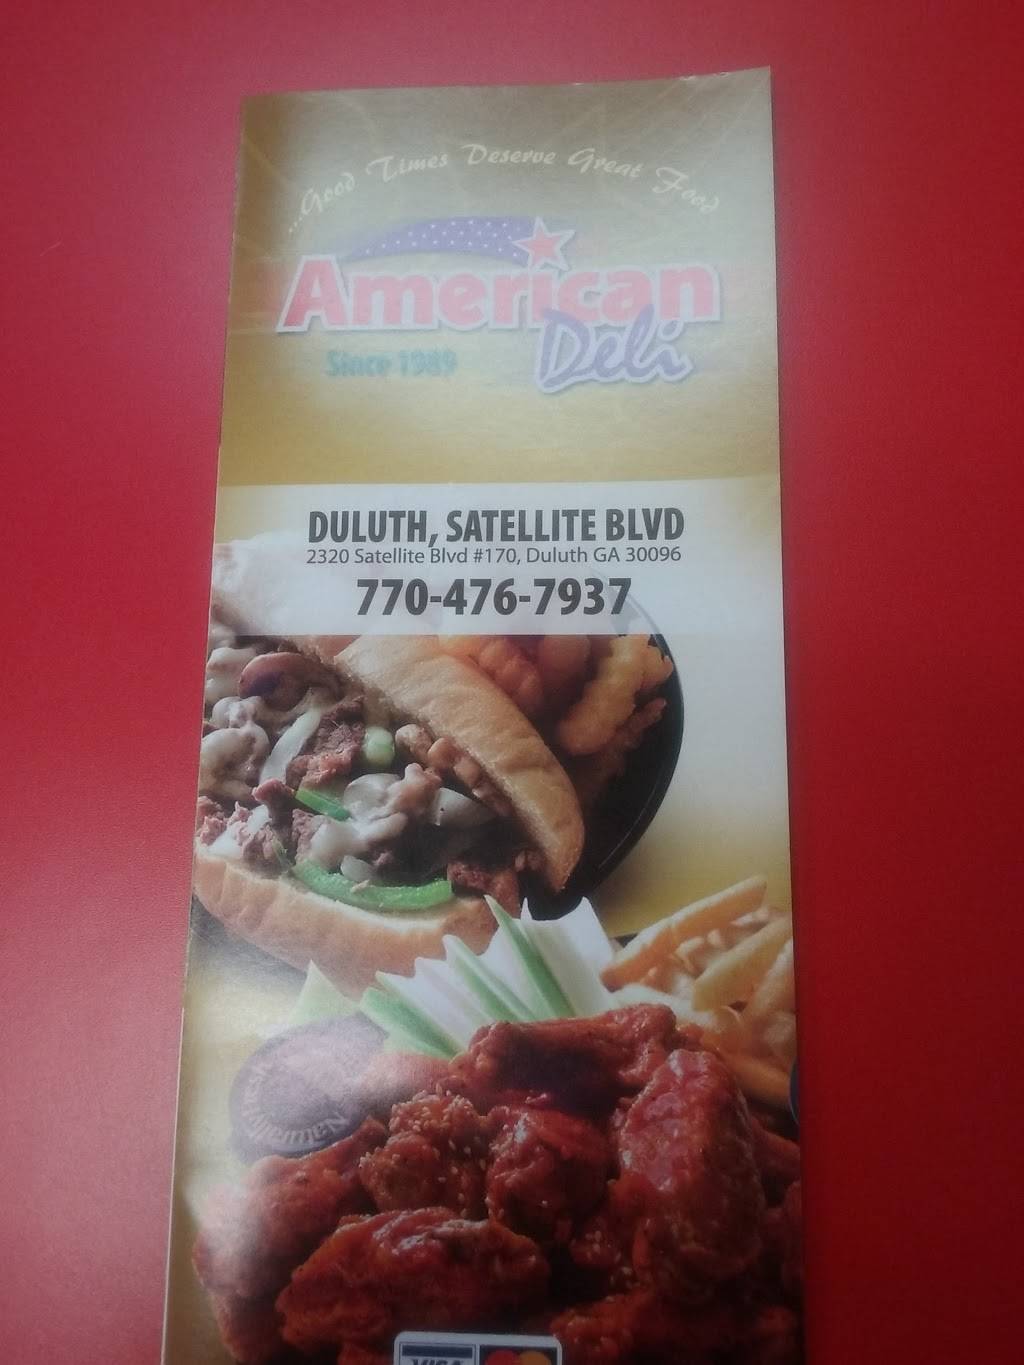 ...Good Times Deserve Great Food
American
Deli
Since 1989
DULUTH, SATELLITE BLVD
2320 Satellite Blvd #170, Duluth GA 30096
770-476-7937
VISA